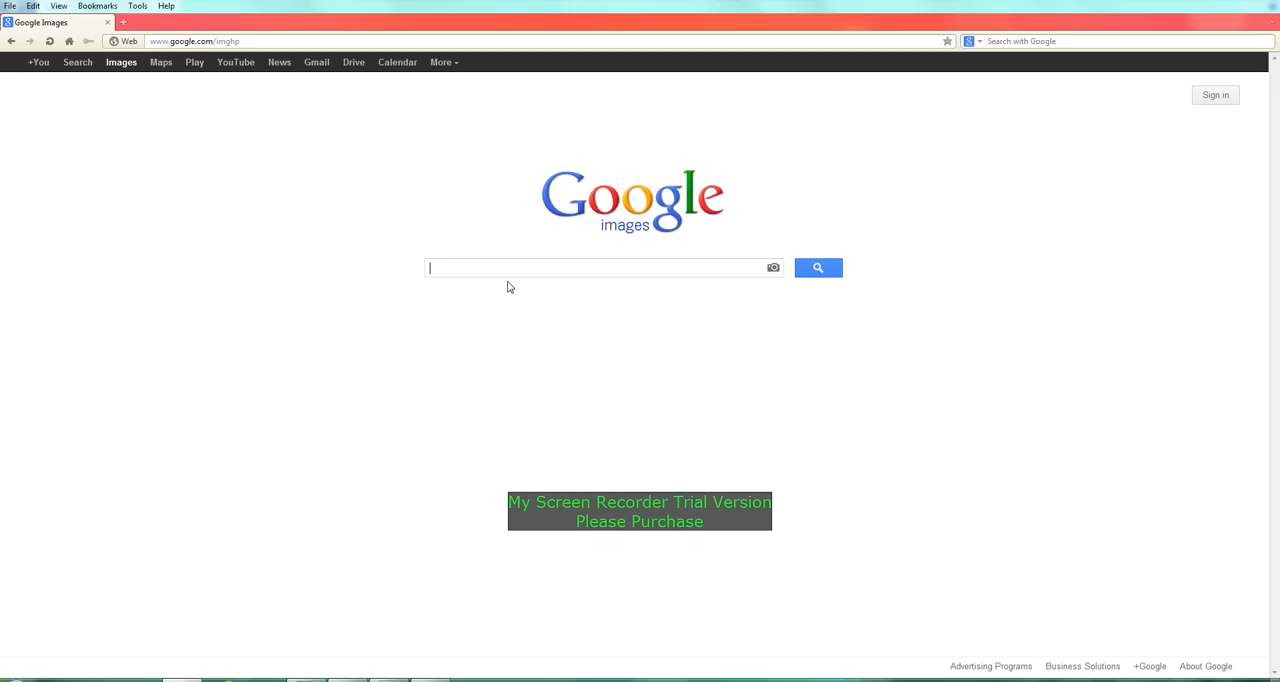 File Edit View Bookmarks Tools Help
Google Images
Web www.google.com/imghp Search with Google
+You Search Images Maps Play YouTube News Gmail Drive Calendar More
Sign in
Google
images
My Screen Recorder Trial Version
Please Purchase
Advertising Programs Business Solutions +Google About Google